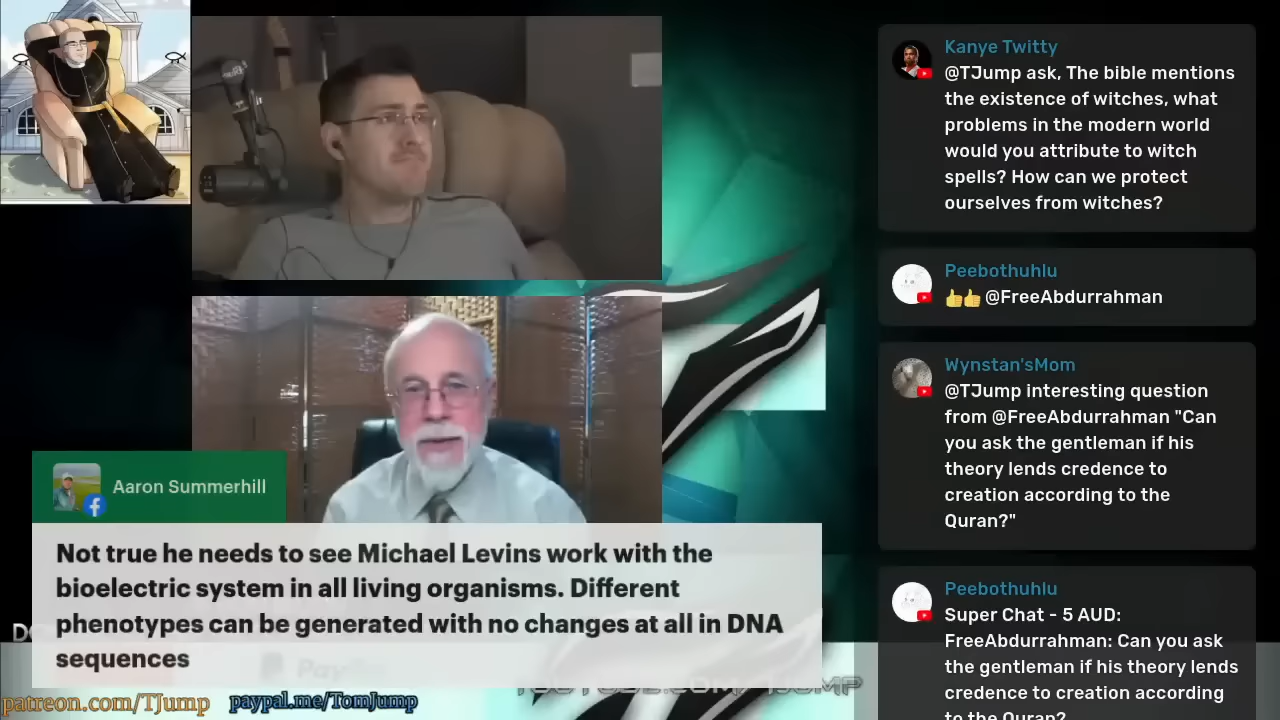 Kanye Twitty
@TJump ask, The bible mentions
the existence of witches, what
problems in the modern world
would you attribute to witch
spells? How can we protect
ourselves from witches?
Peebothuhlu
👍👍 @FreeAbdurrahman
Wynstan'sMom
@TJump interesting question
from @FreeAbdurrahman "Can
you ask the gentleman if his
theory lends credence to
creation according to the
Quran?"
Peebothuhlu
Super Chat - 5 AUD:
FreeAbdurrahman: Can you ask
the gentleman if his theory lends
credence to creation according
to the Quran?
Aaron Summerhill
Not true he needs to see Michael Levins work with the
bioelectric system in all living organisms. Different
phenotypes can be generated with no changes at all in DNA
sequences
patreon.com/TJump
paypal.me/TomJump